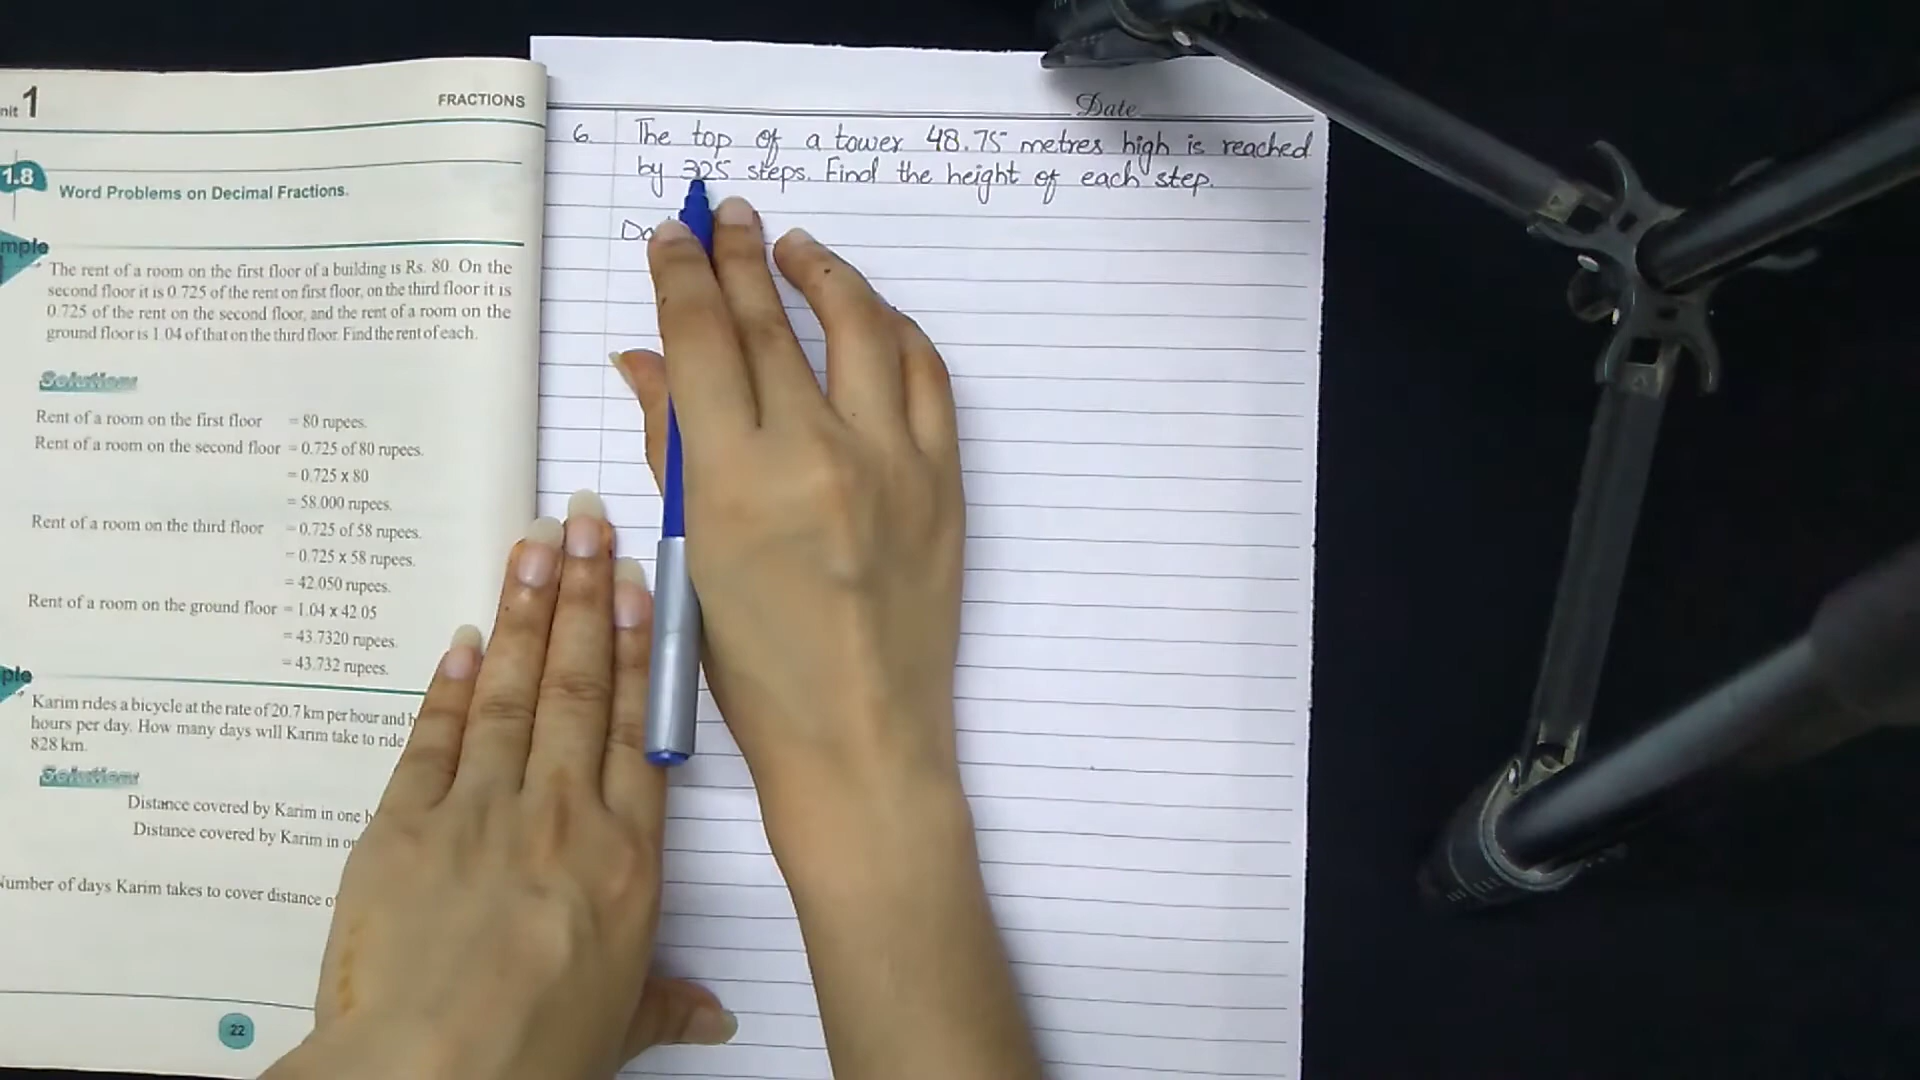 nit 1
FRACTIONS
1.8
Word Problems on Decimal Fractions.
mple
The rent of a room on the first floor of a building is Rs. 80. On the
second floor it is 0.725 of the rent on first floor, on the third floor it is
0.725 of the rent on the second floor, and the rent of a room on the
ground floor is 1.04 of that on the third floor. Find the rent of each.
Solution:
Rent of a room on the first floor = 80 rupees.
Rent of a room on the second floor = 0.725 of 80 rupees.
= 0.725 x 80
= 58.000 rupees.
Rent of a room on the third floor = 0.725 of 58 rupees.
= 0.725 x 58 rupees.
= 42.050 rupees.
Rent of a room on the ground floor = 1.04 x 42.05
= 43.7320 rupees.
= 43.732 rupees.
ple
Karim rides a bicycle at the rate of 20.7 km per hour and h
hours per day. How many days will Karim take to ride
828 km.
Solution:
Distance covered by Karim in one h
Distance covered by Karim in o
Number of days Karim takes to cover distance o
22
Date
6. The top of a tower 48.75 metres high is reached
by 325 steps. Find the height of each step.
Da